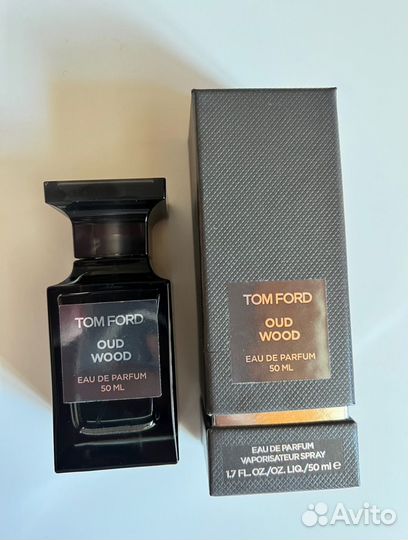 TOM FORD
OUD
WOOD
EAU DE PARFUM
50 ML
TOM FORD
OUD
WOOD
EAU DE PARFUM
50 ML
EAU DE PARFUM
VAPORISATEUR SPRAY
1.7 FL.OZ./OZ. LIQ./50 ml ℮
Avito